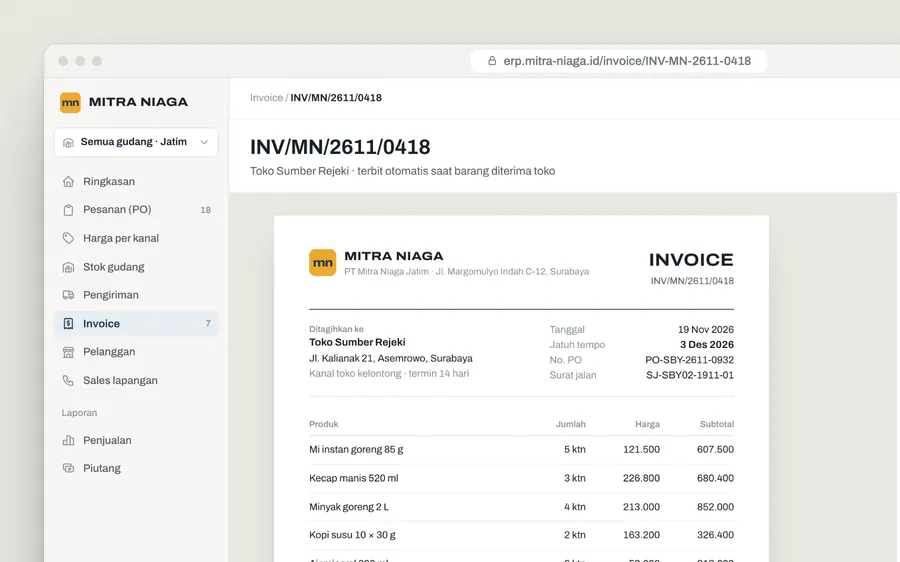 erp.mitra-niaga.id/invoice/INV-MN-2611-0418
mn MITRA NIAGA
Semua gudang · Jatim
Ringkasan
Pesanan (PO) 18
Harga per kanal
Stok gudang
Pengiriman
Invoice 7
Pelanggan
Sales lapangan
Laporan
Penjualan
Piutang
Invoice / INV/MN/2611/0418
INV/MN/2611/0418
Toko Sumber Rejeki · terbit otomatis saat barang diterima toko
mn MITRA NIAGA
PT Mitra Niaga Jatim · Jl. Margomulyo Indah C-12, Surabaya
INVOICE
INV/MN/2611/0418
Ditagihkan ke
Toko Sumber Rejeki
Jl. Kalianak 21, Asemrowo, Surabaya
Kanal toko kelontong · termin 14 hari
Tanggal 19 Nov 2026
Jatuh tempo 3 Des 2026
No. PO PO-SBY-2611-0932
Surat jalan SJ-SBY02-1911-01
Produk Jumlah Harga Subtotal
Mi instan goreng 85 g 5 ktn 121.500 607.500
Kecap manis 520 ml 3 ktn 226.800 680.400
Minyak goreng 2 L 4 ktn 213.000 852.000
Kopi susu 10 × 30 g 2 ktn 163.200 326.400